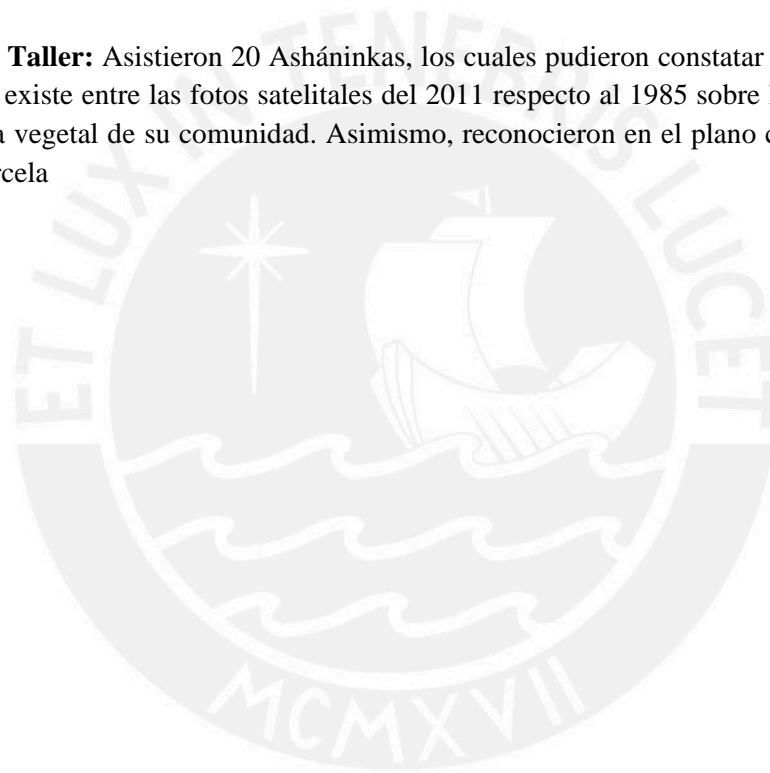 Taller: Asistieron 20 Asháninkas, los cuales pudieron constatar
existe entre las fotos satelitales del 2011 respecto al 1985 sobre
vegetal de su comunidad. Asimismo, reconocieron en el plano
ET LUX IN TENEBRIS LUCET
MCMXVII